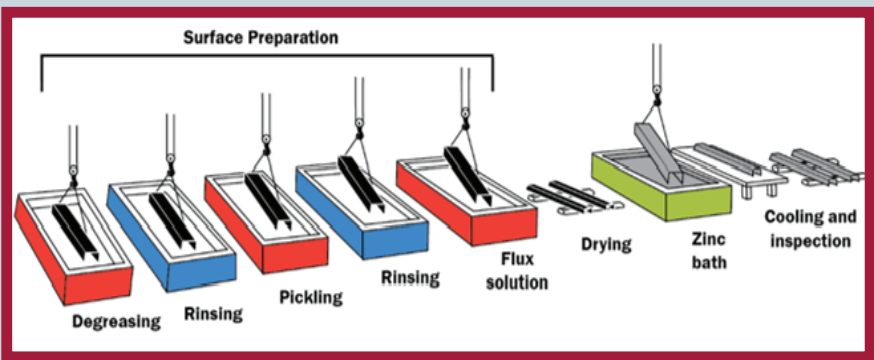 Surface Preparation
Degreasing
Rinsing
Pickling
Rinsing
Flux
solution
Drying
Zinc
bath
Cooling and
inspection